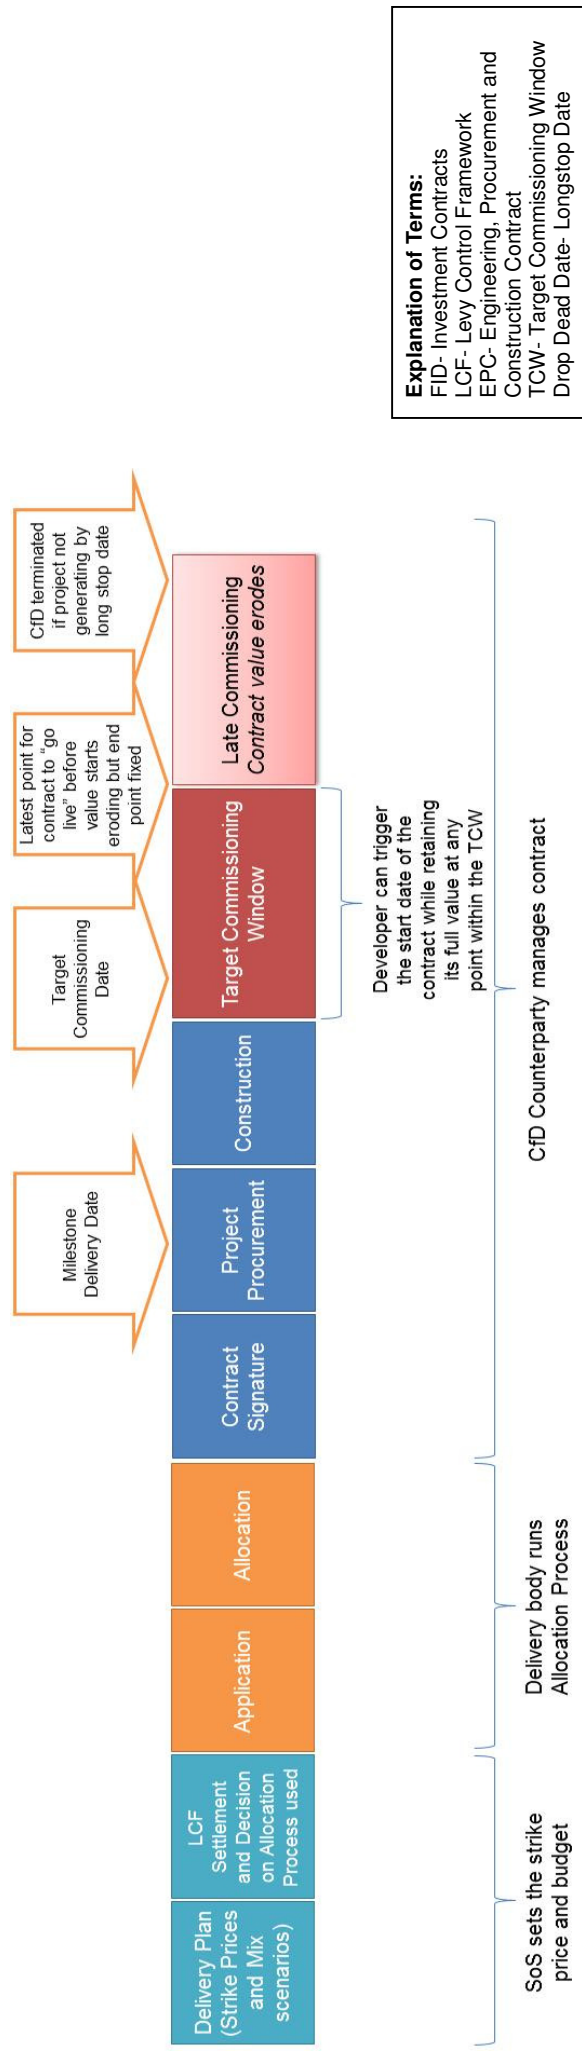 Milestone
Delivery Date
Target
Commissioning
Date
Latest point for
contract to “go
live” before
value starts
eroding but end
point fixed
CfD terminated
if project not
generating by
long stop date
Delivery Plan
(Strike Prices
and Mix
scenarios)
LCF
Settlement
and Decision
on Allocation
Process used
Application
Allocation
Contract
Signature
Project
Procurement
Construction
Target Commissioning
Window
Late Commissioning
Contract value erodes
Developer can trigger
the start date of the
contract while retaining
its full value at any
point within the TCW
SoS sets the strike
price and budget
Delivery body runs
Allocation Process
CfD Counterparty manages contract
Explanation of Terms:
FID- Investment Contracts
LCF- Levy Control Framework
EPC- Engineering, Procurement and
Construction Contract
TCW- Target Commissioning Window
Drop Dead Date- Longstop Date